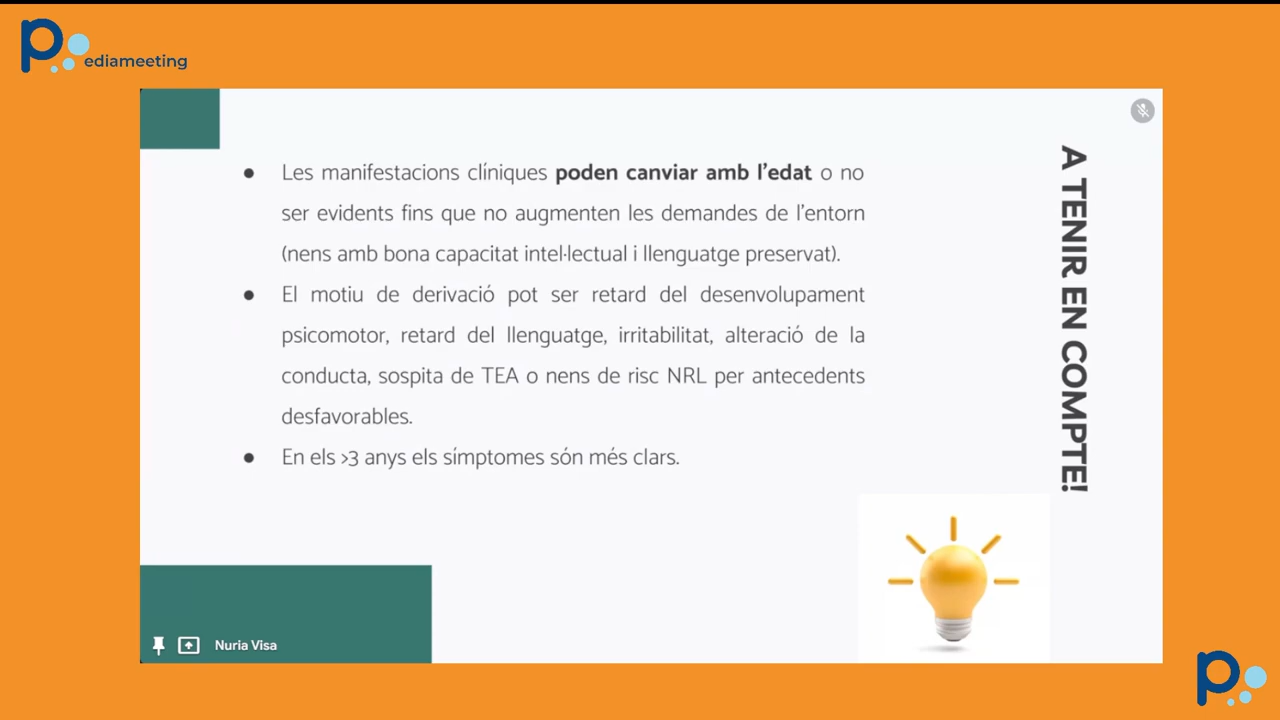 Pediameeting
A TENIR EN COMPTE!
● Les manifestacions clíniques poden canviar amb l'edat o no
ser evidents fins que no augmenten les demandes de l'entorn
(nens amb bona capacitat intel·lectual i llenguatge preservat).
● El motiu de derivació pot ser retard del desenvolupament
psicomotor, retard del llenguatge, irritabilitat, alteració de la
conducta, sospita de TEA o nens de risc NRL per antecedents
desfavorables.
● En els >3 anys els símptomes són més clars.
Nuria Visa
P